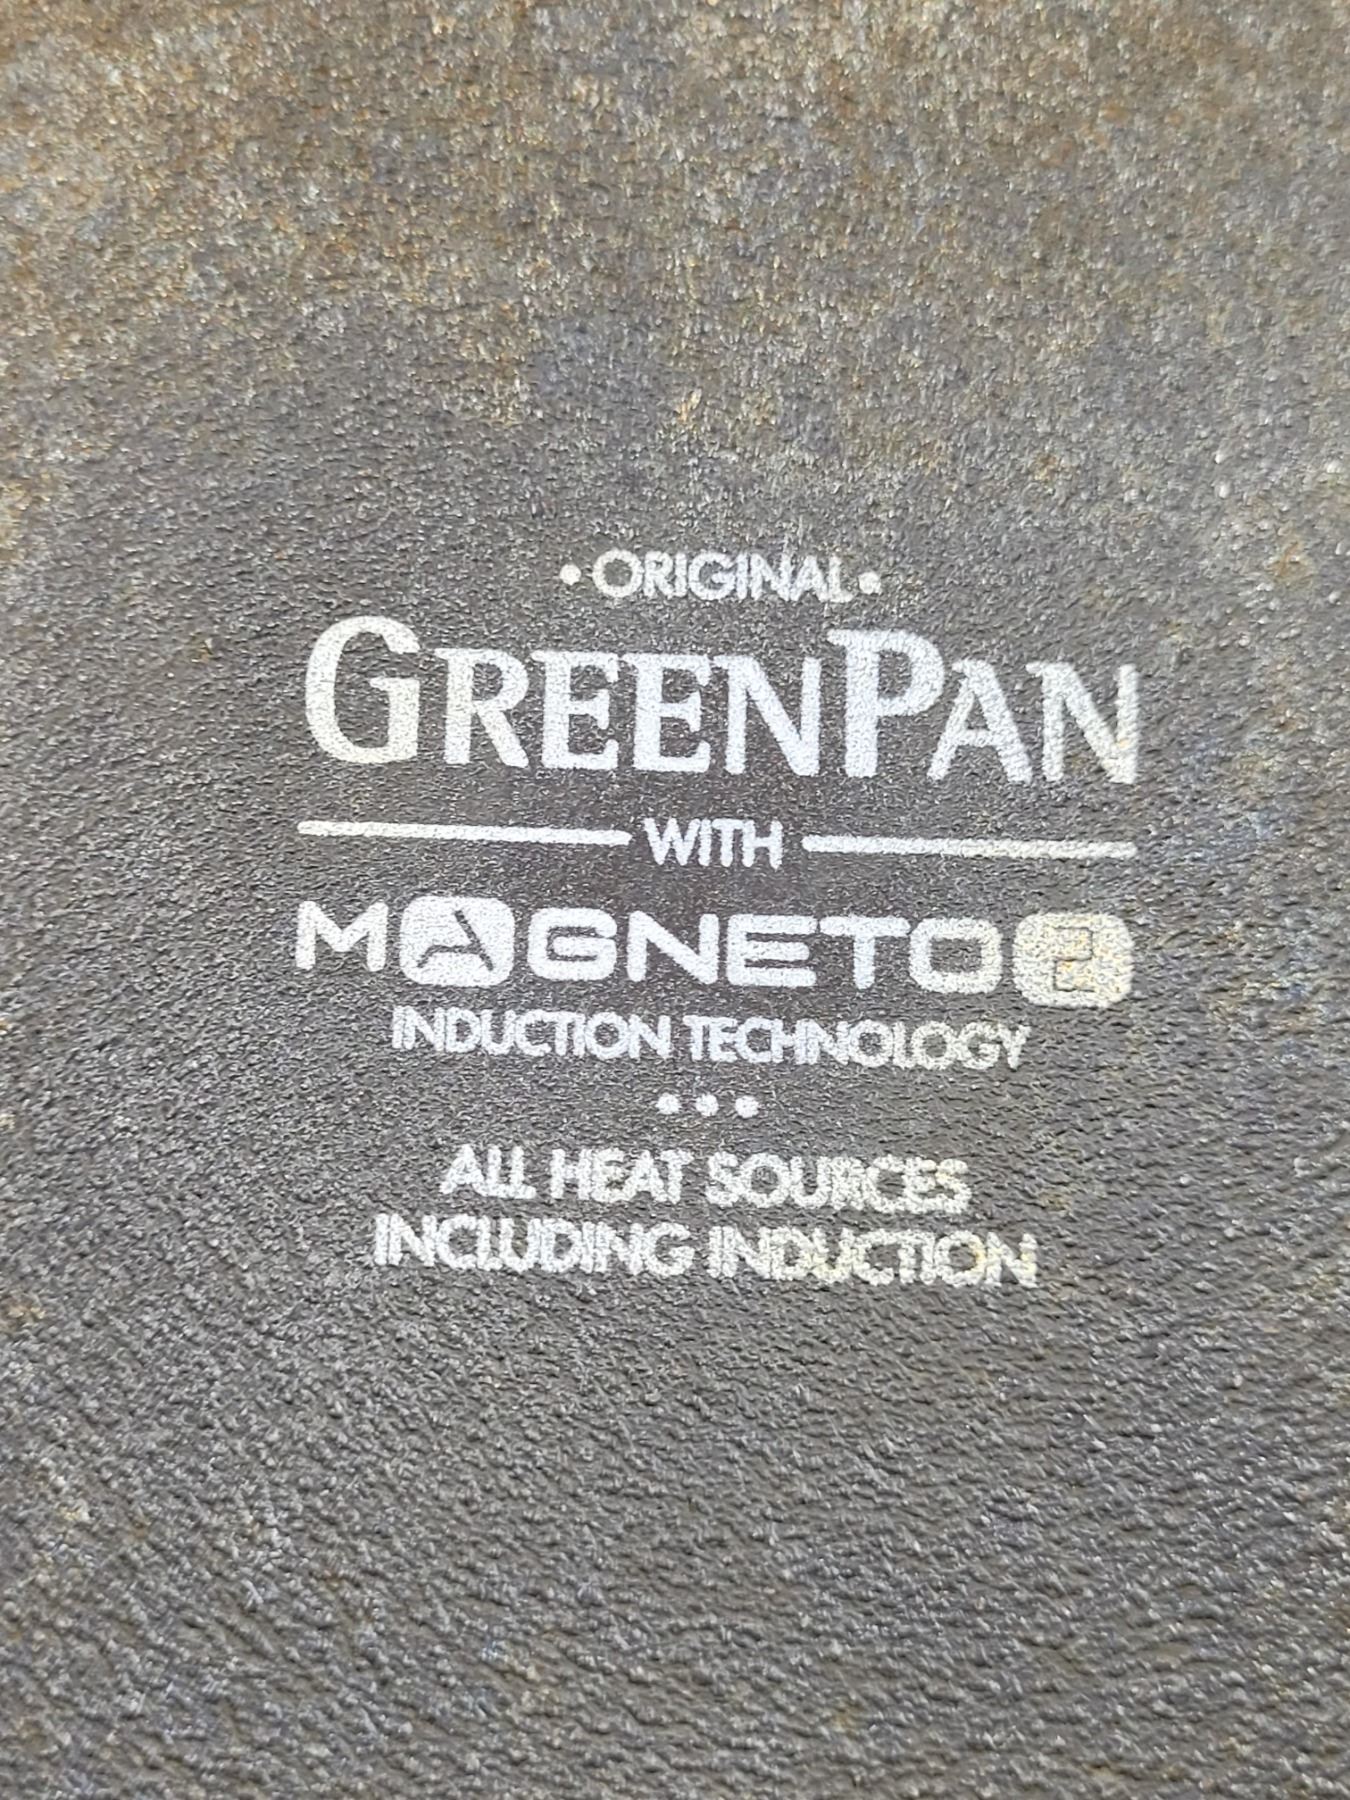 • ORIGINAL •
GREENPAN
WITH
MAGNETO 2
INDUCTION TECHNOLOGY
•••
ALL HEAT SOURCES
INCLUDING INDUCTION